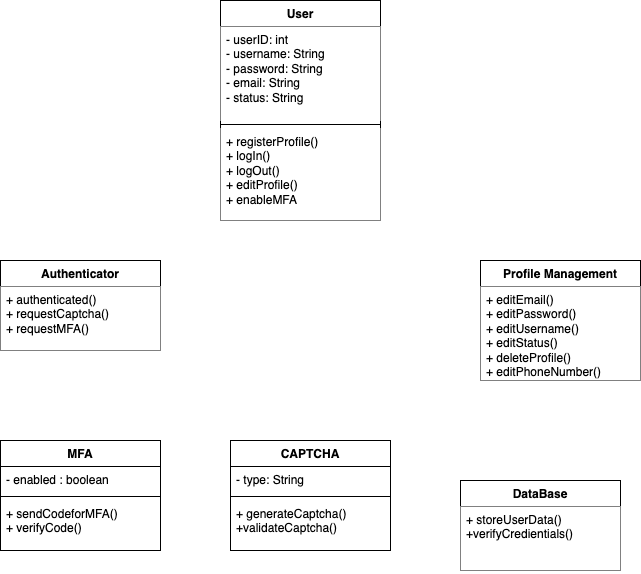 User
- userID: int
- username: String
- password: String
- email: String
- status: String
+ registerProfile()
+ logIn()
+ logOut()
+ editProfile()
+ enableMFA
Authenticator
+ authenticated()
+ requestCaptcha()
+ requestMFA()
Profile Management
+ editEmail()
+ editPassword()
+ editUsername()
+ editStatus()
+ deleteProfile()
+ editPhoneNumber()
MFA
- enabled : boolean
+ sendCodeforMFA()
+ verifyCode()
CAPTCHA
- type: String
+ generateCaptcha()
+validateCaptcha()
DataBase
+ storeUserData()
+verifyCredientials()